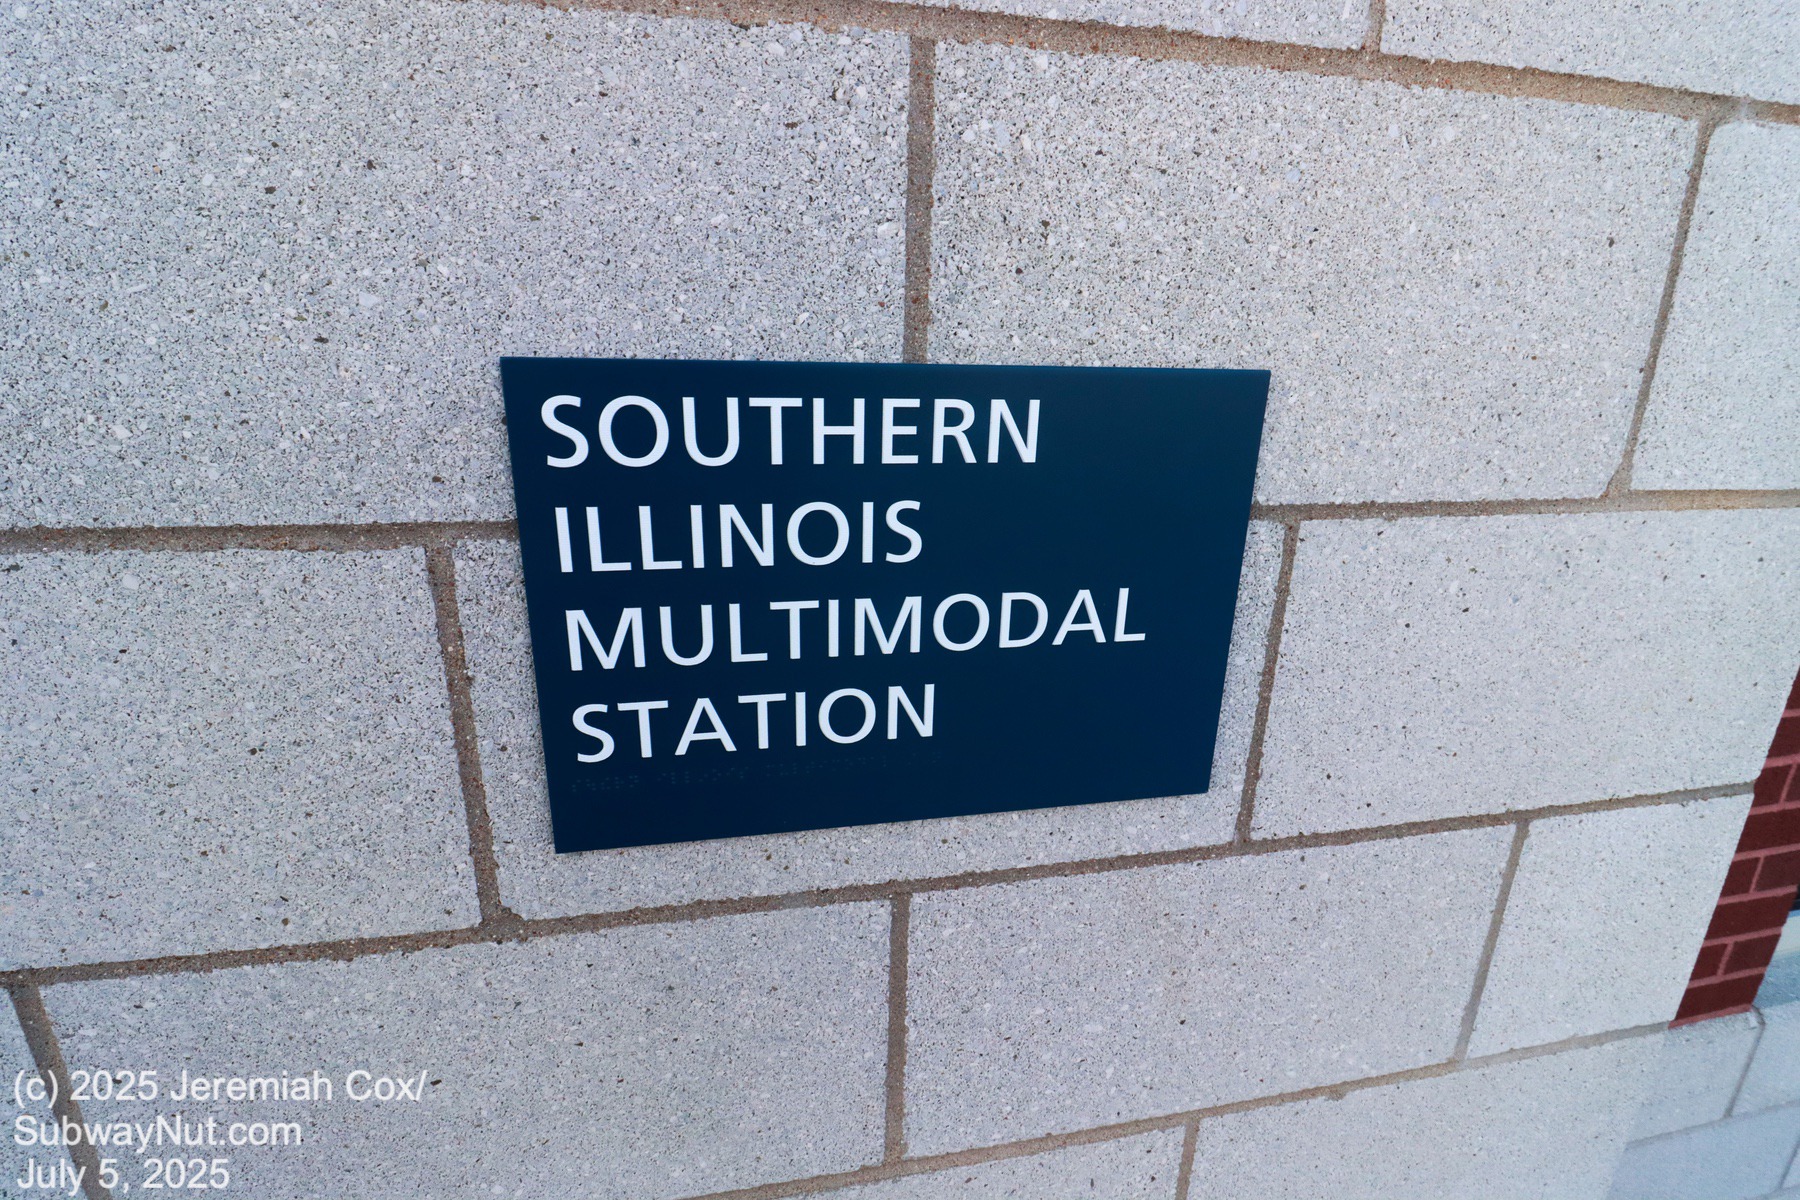 SOUTHERN
ILLINOIS
MULTIMODAL
STATION
(c) 2025 Jeremiah Cox/
SubwayNut.com
July 5, 2025